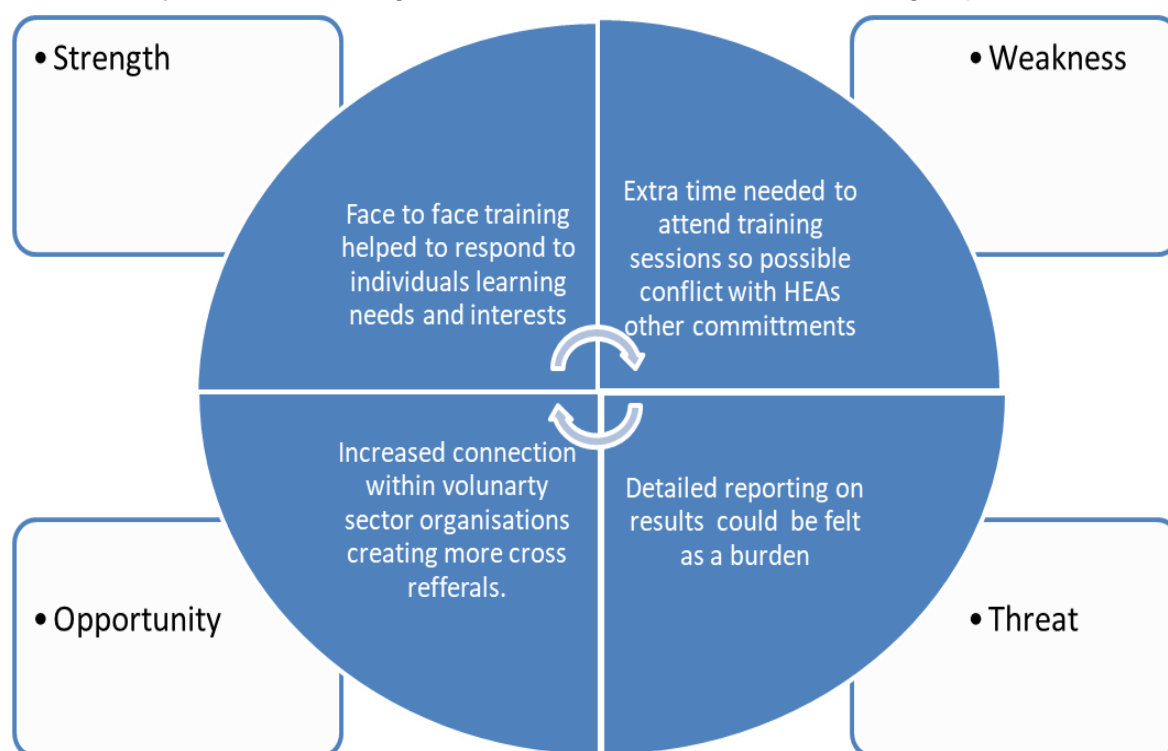 • Strength
• Weakness
Face to face training
helped to respond to
individuals learning
needs and interests
Extra time needed to
attend training
sessions so possible
conflict with HEAs
other committments
Increased connection
within volunarty
sector organisations
creating more cross
refferals.
Detailed reporting on
results could be felt
as a burden
• Opportunity
• Threat